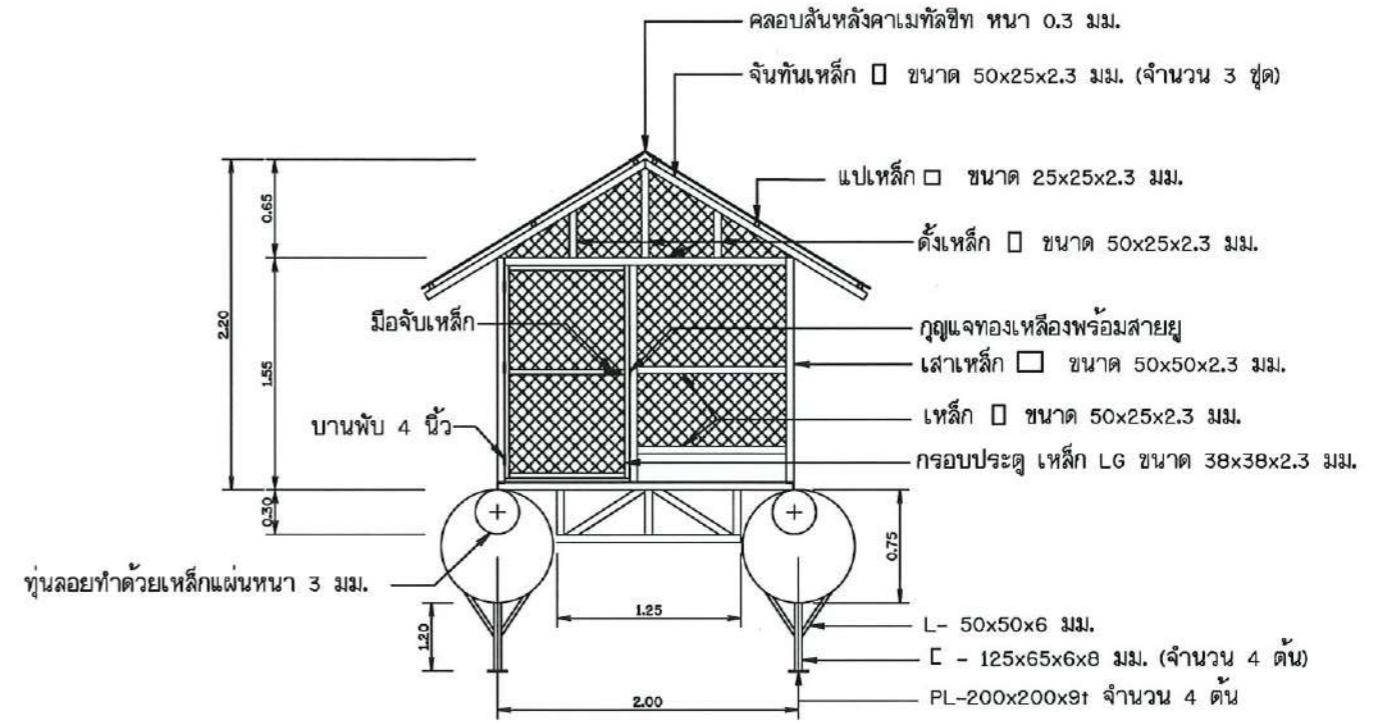 คลอบสันหลังคาเมทัลชีท หนา 0.3 มม.
จันทันเหล็ก ขนาด 50x25x2.3 มม. (จำนวน 3 ชุด)
แปเหล็ก ขนาด 25x25x2.3 มม.
ดั้งเหล็ก ขนาด 50x25x2.3 มม.
0.65
2.20
1.55
มือจับเหล็ก
กุญแจทองเหลืองพร้อมสายยู
เสาเหล็ก ขนาด 50x50x2.3 มม.
เหล็ก ขนาด 50x25x2.3 มม.
บานพับ 4 นิ้ว
กรอบประตู เหล็ก LG ขนาด 38x38x2.3 มม.
0.30
0.75
ทุ่นลอยทำด้วยเหล็กแผ่นหนา 3 มม.
1.25
1.20
L- 50x50x6 มม.
[ - 125x65x6x8 มม. (จำนวน 4 ต้น)
PL-200x200x9t จำนวน 4 ต้น
2.00